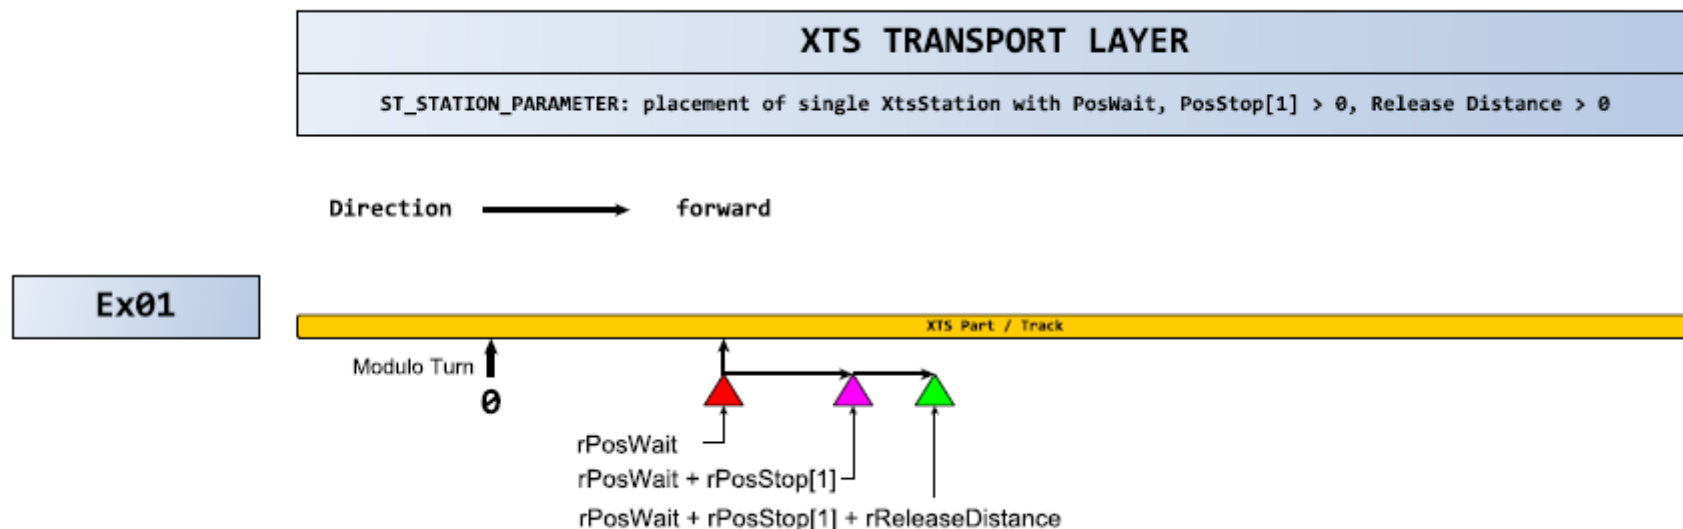 XTS TRANSPORT LAYER
ST_STATION_PARAMETER: placement of single XtsStation with PosWait, PosStop[1] > 0, Release Distance > 0
Direction forward
Ex01
XTS Part / Track
Modulo Turn
0
rPosWait
rPosWait + rPosStop[1]
rPosWait + rPosStop[1] + rReleaseDistance